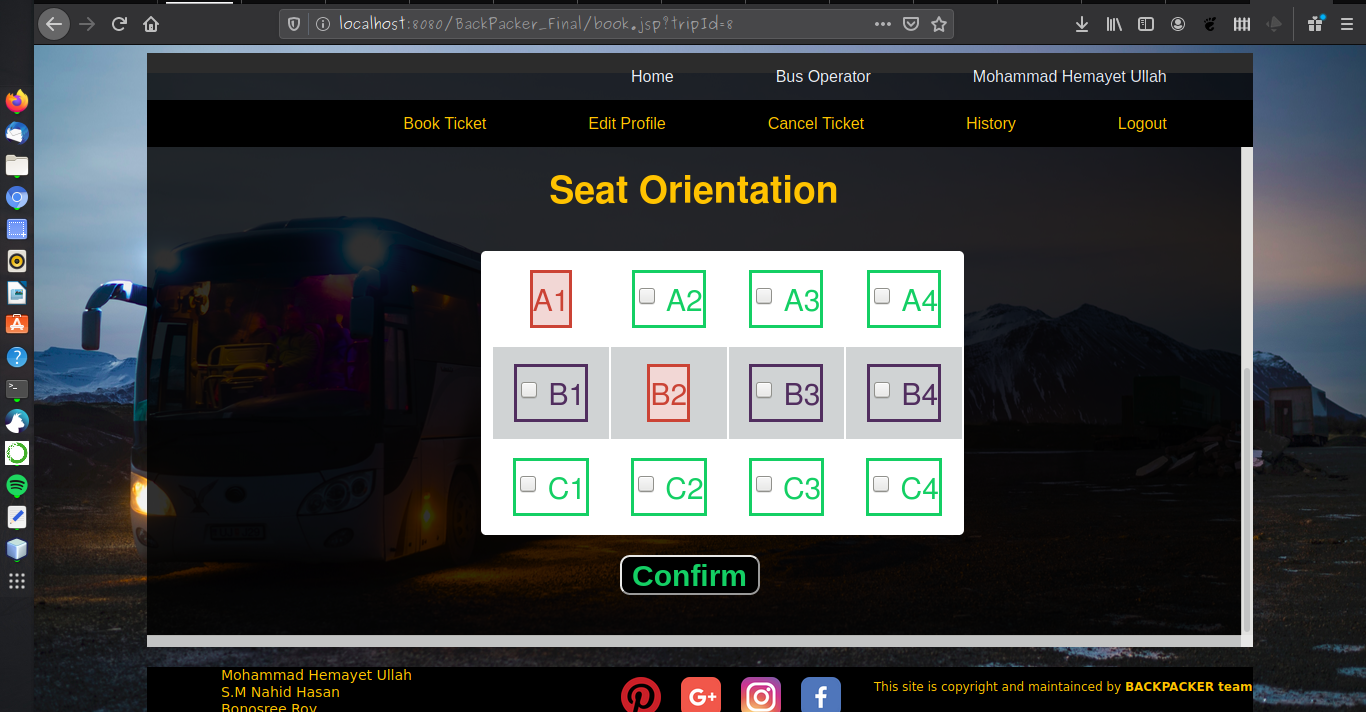 localhost:8080/BackPacker_Final/book.jsp?tripId=8
Home Bus Operator Mohammad Hemayet Ullah
Book Ticket Edit Profile Cancel Ticket History Logout
Seat Orientation
A1 A2 A3 A4
B1 B2 B3 B4
C1 C2 C3 C4
Confirm
Mohammad Hemayet Ullah
S.M Nahid Hasan
Bonosree Roy
G+
f
This site is copyright and maintainced by BACKPACKER team